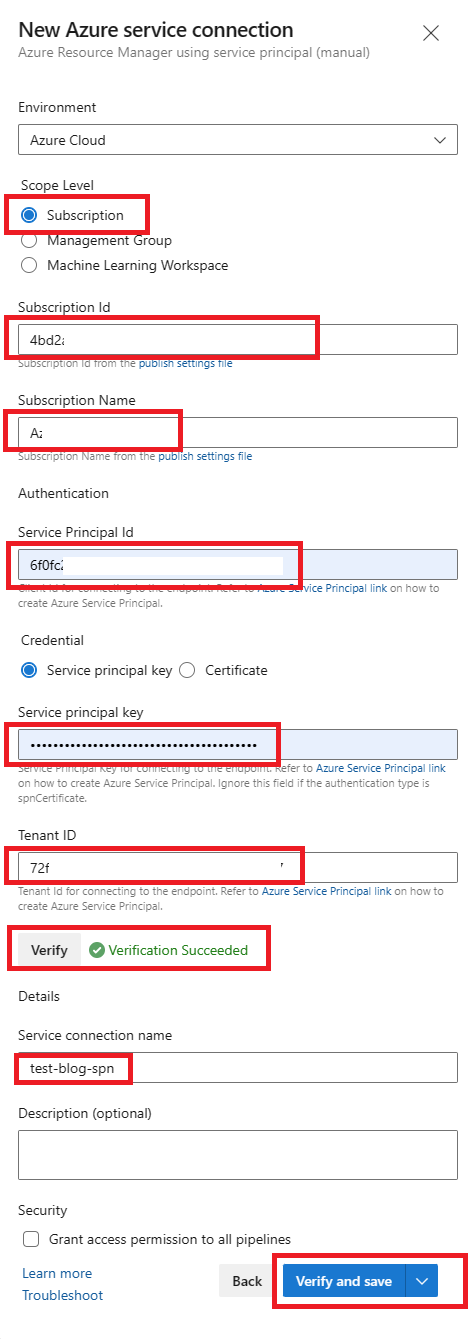 New Azure service connection
Azure Resource Manager using service principal (manual)
Environment
Azure Cloud
Scope Level
Subscription
Management Group
Machine Learning Workspace
Subscription Id
4bd2
Subscription Id from the publish settings file
Subscription Name
Az
Subscription Name from the publish settings file
Authentication
Service Principal Id
6f0fc2
Client Id for connecting to the endpoint. Refer to Azure Service Principal link on how to
create Azure Service Principal.
Credential
Service principal key Certificate
Service principal key
••••••••••••••••••••••••••••••••••••••••
Service Principal Key for connecting to the endpoint. Refer to Azure Service Principal link
on how to create Azure Service Principal. Ignore this field if the authentication type is
spnCertificate.
Tenant ID
72f
Tenant Id for connecting to the endpoint. Refer to Azure Service Principal link on how to
create Azure Service Principal.
Verify Verification Succeeded
Details
Service connection name
test-blog-spn
Description (optional)
Security
Grant access permission to all pipelines
Learn more
Troubleshoot
Back Verify and save